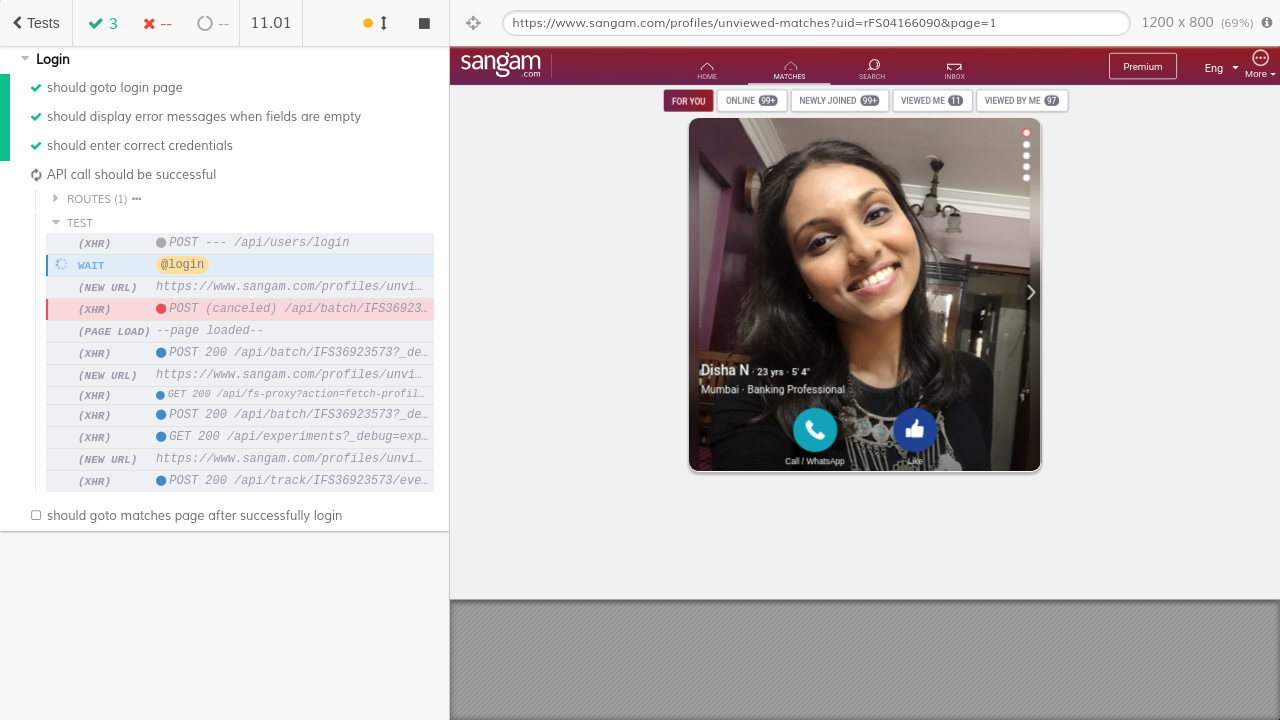 Tests
3
--
--
11.01
https://www.sangam.com/profiles/unviewed-matches?uid=rFS04166090&page=1
1200 x 800 (69%)
Login
should goto login page
should display error messages when fields are empty
should enter correct credentials
API call should be successful
ROUTES (1)
TEST
(XHR) POST --- /api/users/login
WAIT @login
(NEW URL) https://www.sangam.com/profiles/unvi…
(XHR) POST (canceled) /api/batch/IFS36923…
(PAGE LOAD) --page loaded--
(XHR) POST 200 /api/batch/IFS36923573?_de…
(NEW URL) https://www.sangam.com/profiles/unvi…
(XHR) GET 200 /api/fs-proxy?action=fetch-profil…
(XHR) POST 200 /api/batch/IFS36923573?_de…
(XHR) GET 200 /api/experiments?_debug=exp…
(NEW URL) https://www.sangam.com/profiles/unvi…
(XHR) POST 200 /api/track/IFS36923573/eve…
should goto matches page after successfully login
sangam
.com
HOME
MATCHES
SEARCH
INBOX
Premium
Eng
More
FOR YOU
ONLINE 99+
NEWLY JOINED 99+
VIEWED ME 11
VIEWED BY ME 97
Disha N · 23 yrs · 5' 4"
Mumbai · Banking Professional
Call / WhatsApp
Like